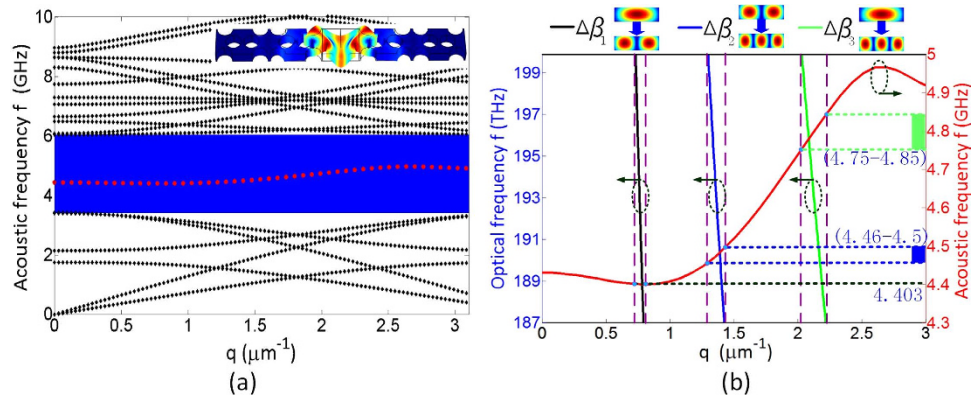 (a)
Acoustic frequency f (GHz)
10
8
6
4
2
0
0 0.5 1 1.5 2 2.5 3
q (μm⁻¹)
(a)
(b)
Δβ₁ Δβ₂ Δβ₃
Optical frequency f (THz)
199
197
195
193
191
189
187
5
4.9
4.8
4.7
4.6
4.5
4.4
4.3
Acoustic frequency f (GHz)
(4.75-4.85)
(4.46-4.5)
4.403
0 0.5 1 1.5 2 2.5 3
q (μm⁻¹)
(b)